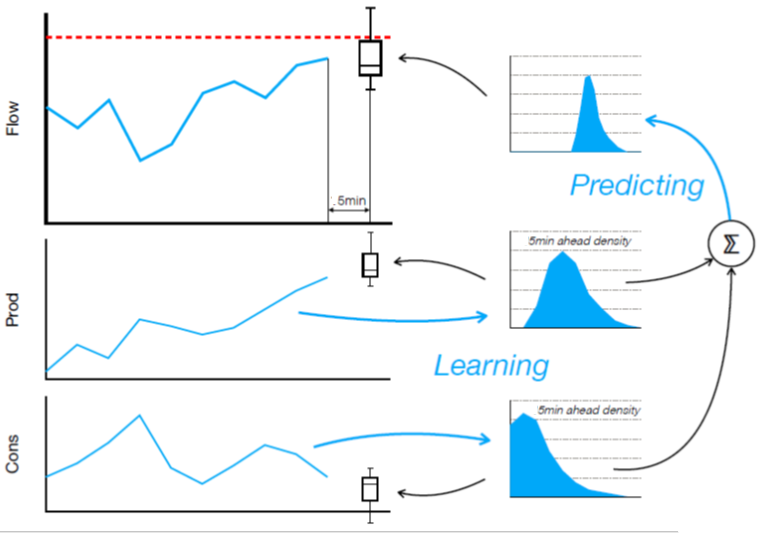 Flow
. 5min
Predicting
5min ahead density
Σ
Prod
Learning
5min ahead density
Cons